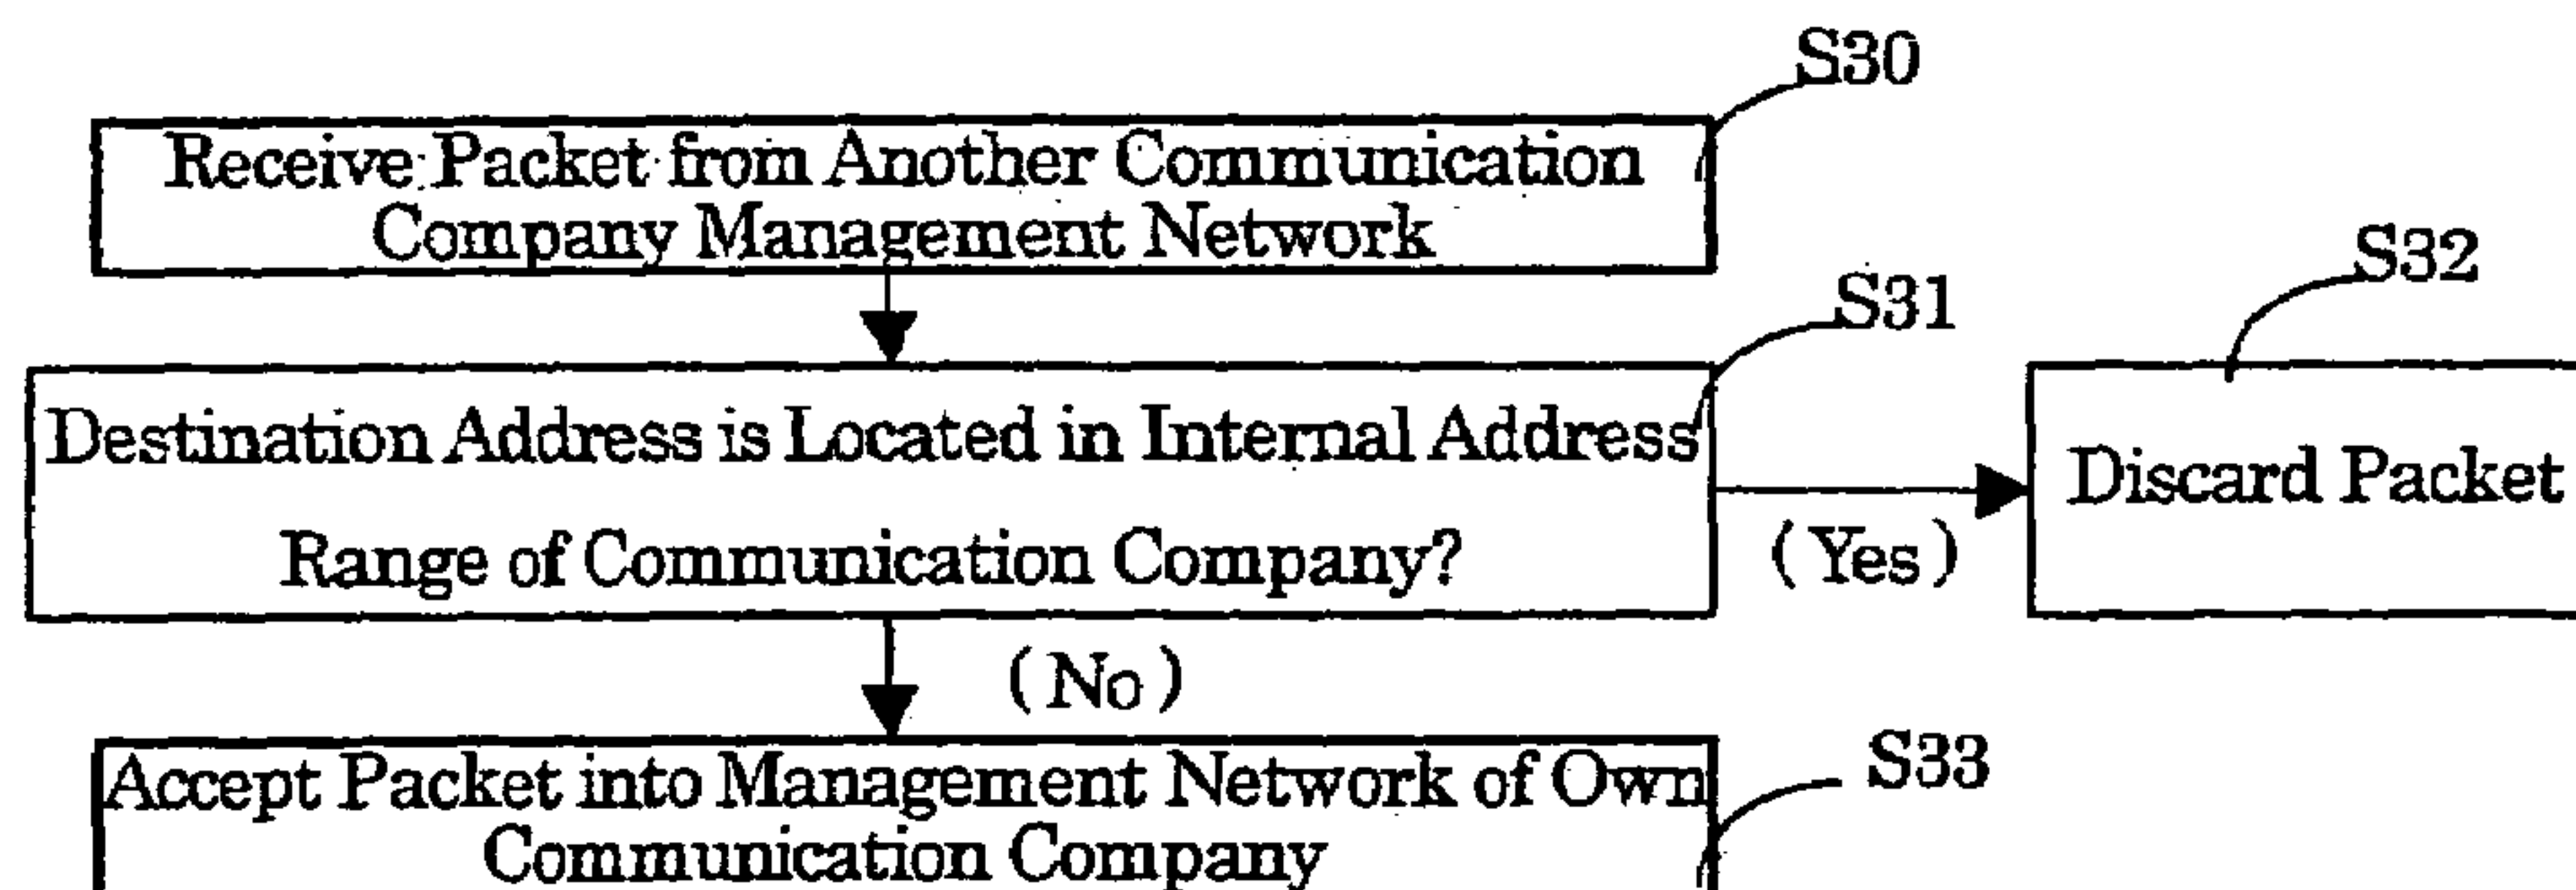 S30
Receive Packet from Another Communication
Company Management Network
S31
Destination Address is Located in Internal Address
Range of Communication Company?
(Yes)
S32
Discard Packet
(No)
S33
Accept Packet into Management Network of Own
Communication Company